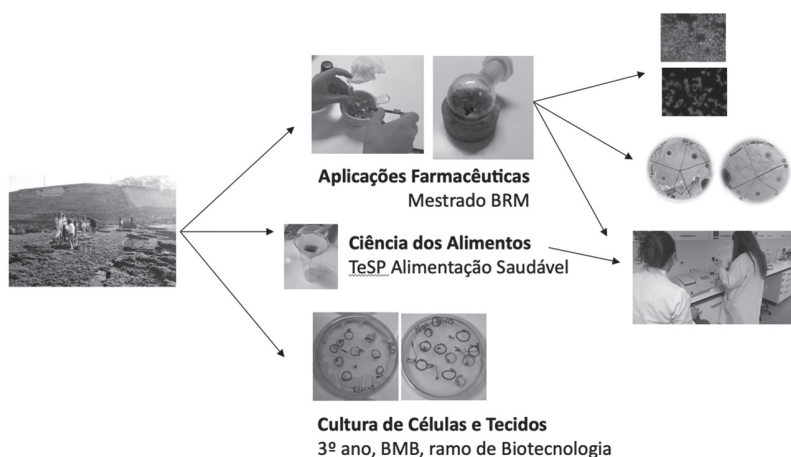 Aplicações Farmacêuticas
Mestrado BRM
Ciência dos Alimentos
TeSP Alimentação Saudável
Cultura de Células e Tecidos
3º ano, BMB, ramo de Biotecnologia